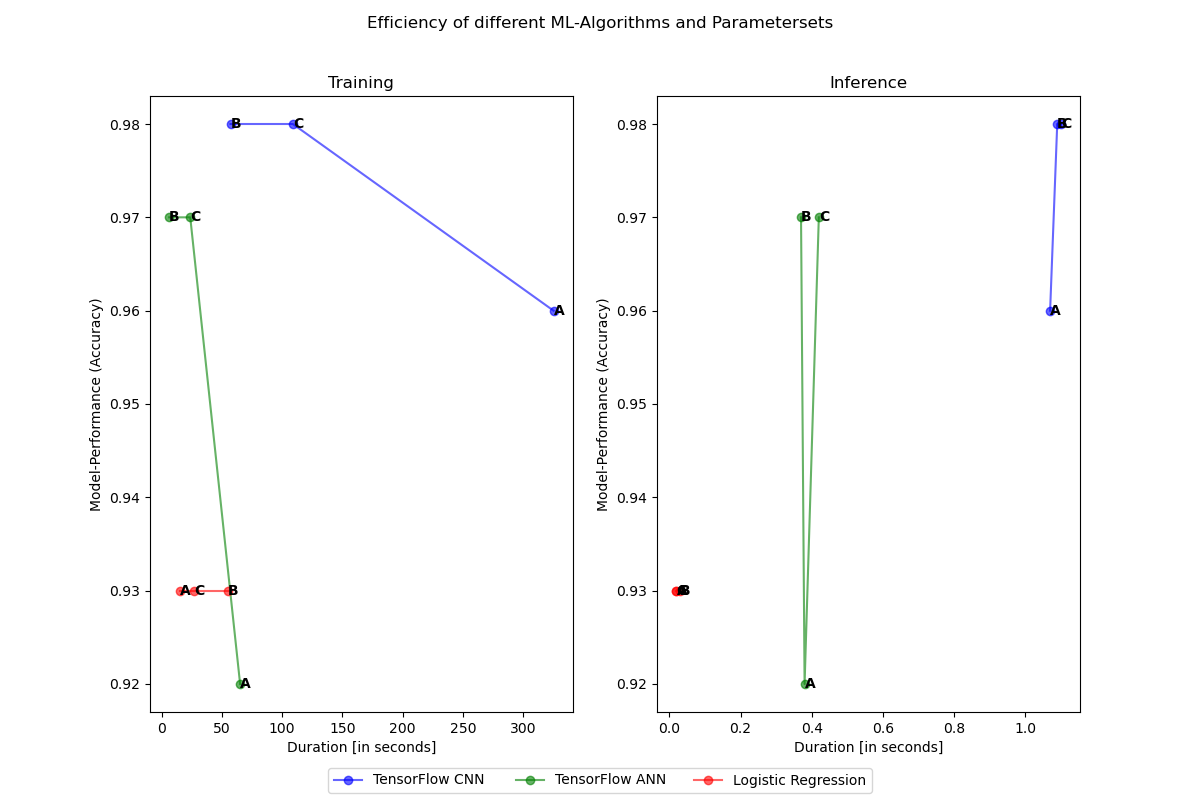 Efficiency of different ML-Algorithms and Parametersets
Training
Model-Performance (Accuracy)
0.98
0.97
0.96
0.95
0.94
0.93
0.92
B
C
B
C
A
A
C
B
A
0
50
100
150
200
250
300
Duration [in seconds]
Inference
Model-Performance (Accuracy)
0.98
0.97
0.96
0.95
0.94
0.93
0.92
B
C
B
C
A
B
A
0.0
0.2
0.4
0.6
0.8
1.0
Duration [in seconds]
TensorFlow CNN
TensorFlow ANN
Logistic Regression